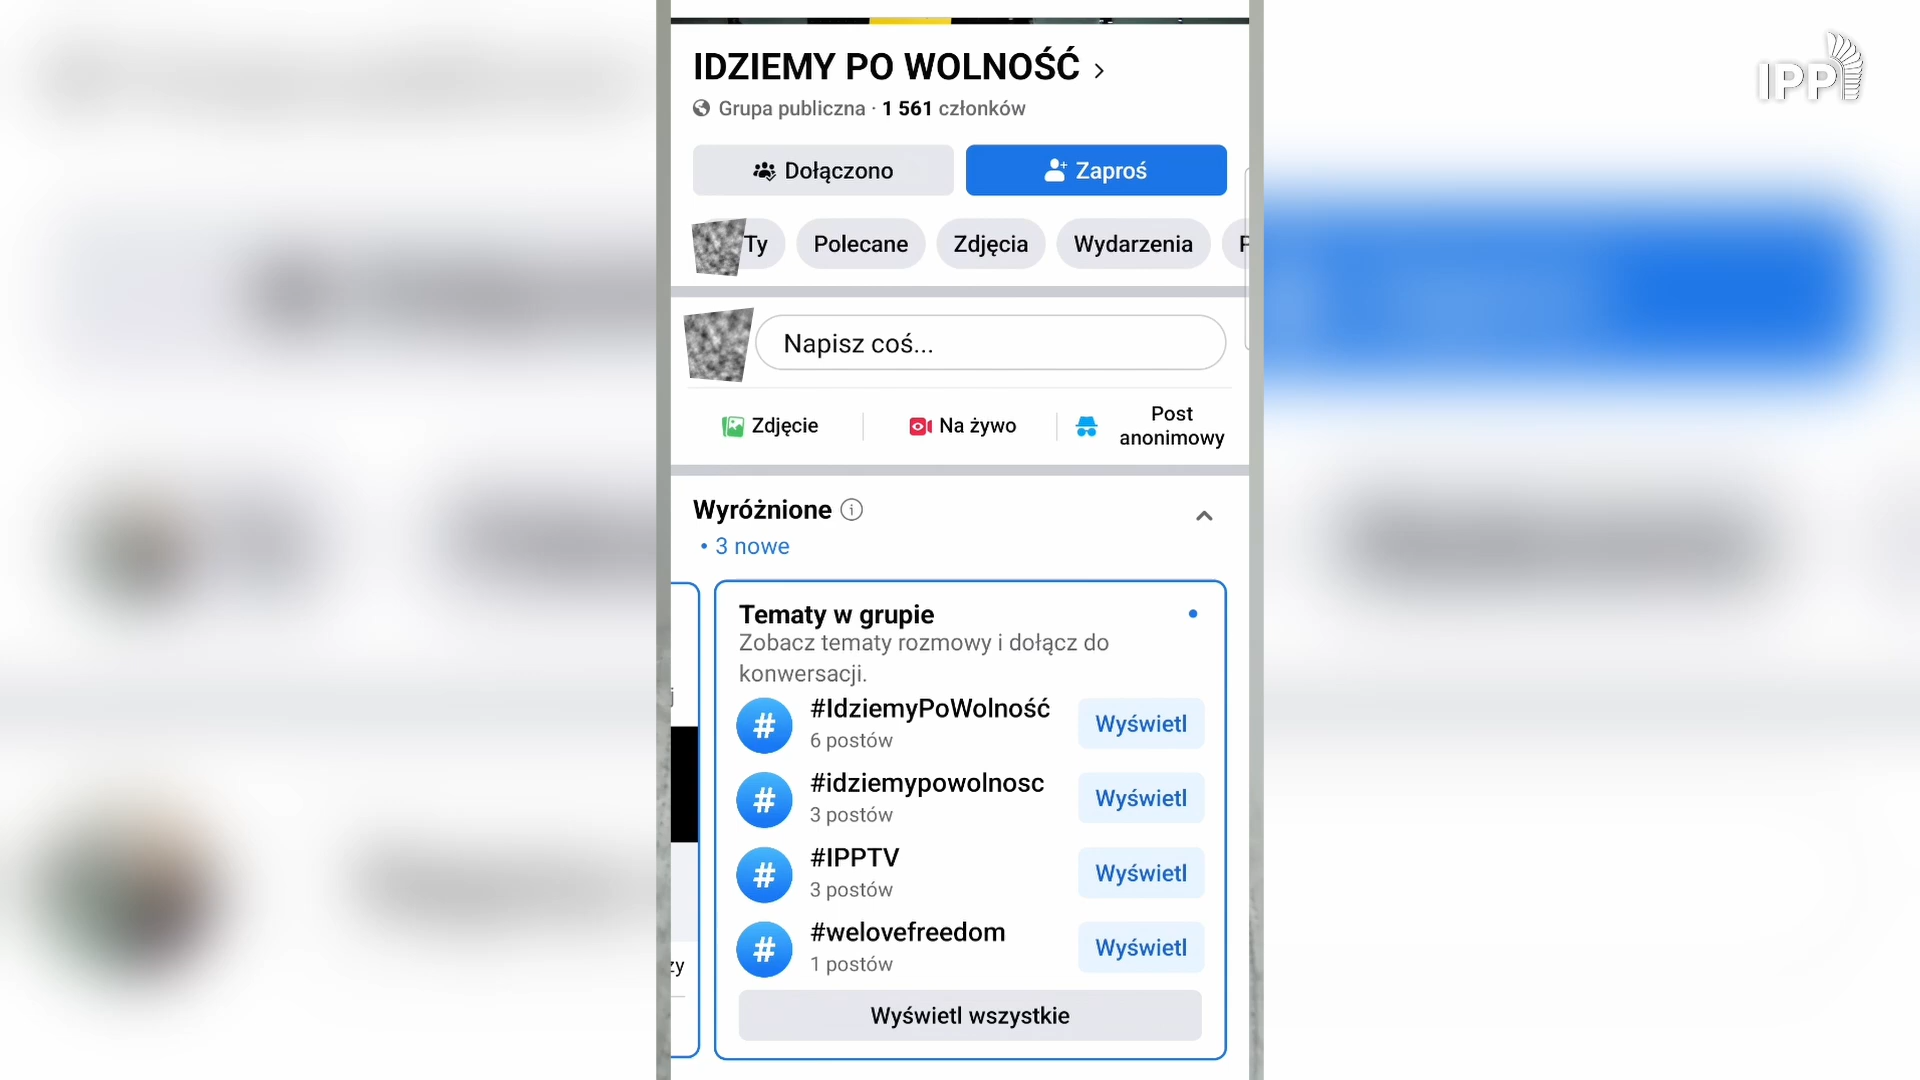 IPP
IDZIEMY PO WOLNOŚĆ
Grupa publiczna · 1 561 członków
Dołączono
Zaproś
Ty
Polecane
Zdjęcia
Wydarzenia
Napisz coś...
Zdjęcie
Na żywo
Post
anonimowy
Wyróżnione
• 3 nowe
Tematy w grupie
Zobacz tematy rozmowy i dołącz do
konwersacji.
#IdziemyPoWolność
6 postów
Wyświetl
#idziemypowolnosc
3 postów
Wyświetl
#IPPTV
3 postów
Wyświetl
#welovefreedom
1 postów
Wyświetl
Wyświetl wszystkie